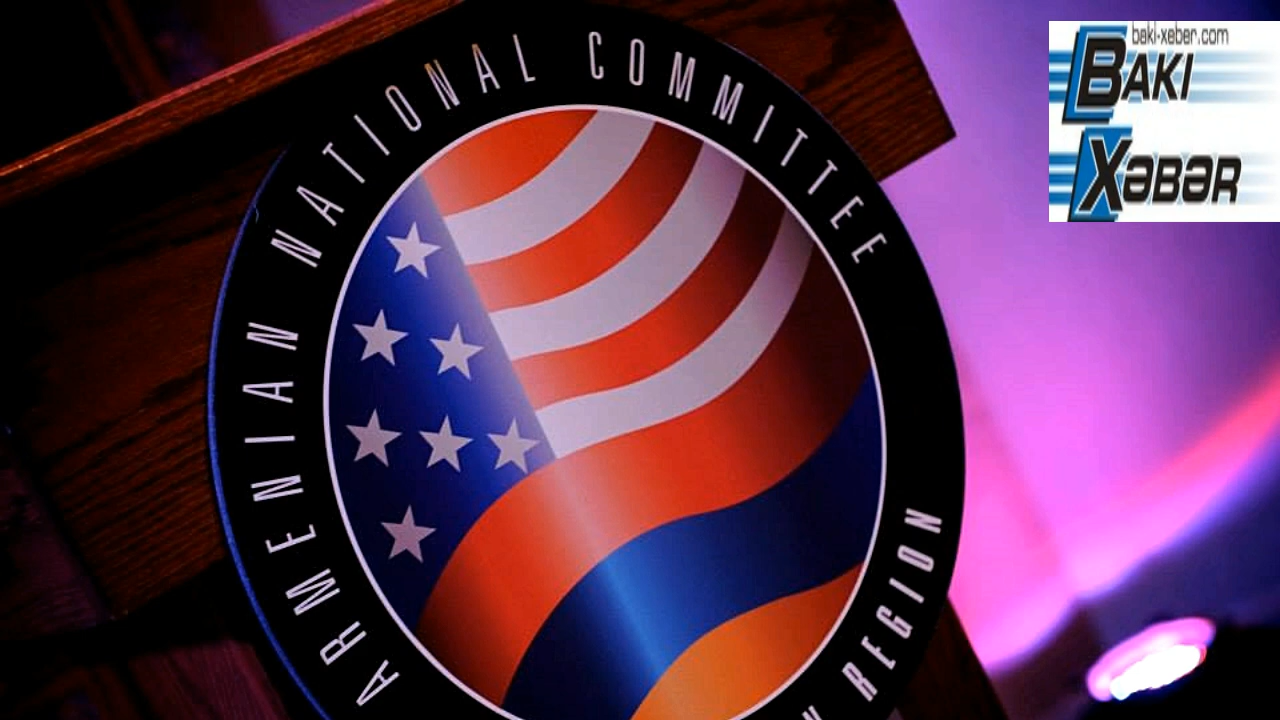 ARMENIAN NATIONAL COMMITTEE
REGION
baki-xeber.com
BAKI
XƏBƏR